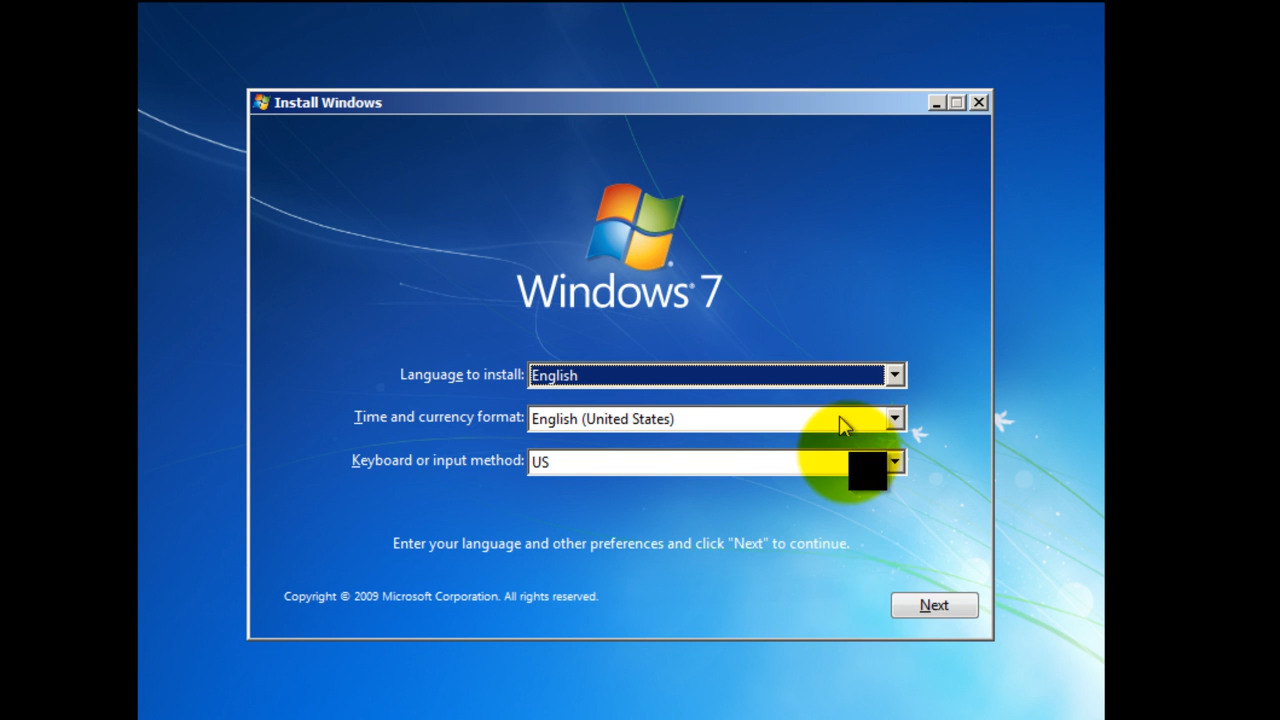 Install Windows
Windows® 7
Language to install: English
Time and currency format: English (United States)
Keyboard or input method: US
Enter your language and other preferences and click "Next" to continue.
Copyright © 2009 Microsoft Corporation. All rights reserved.
Next